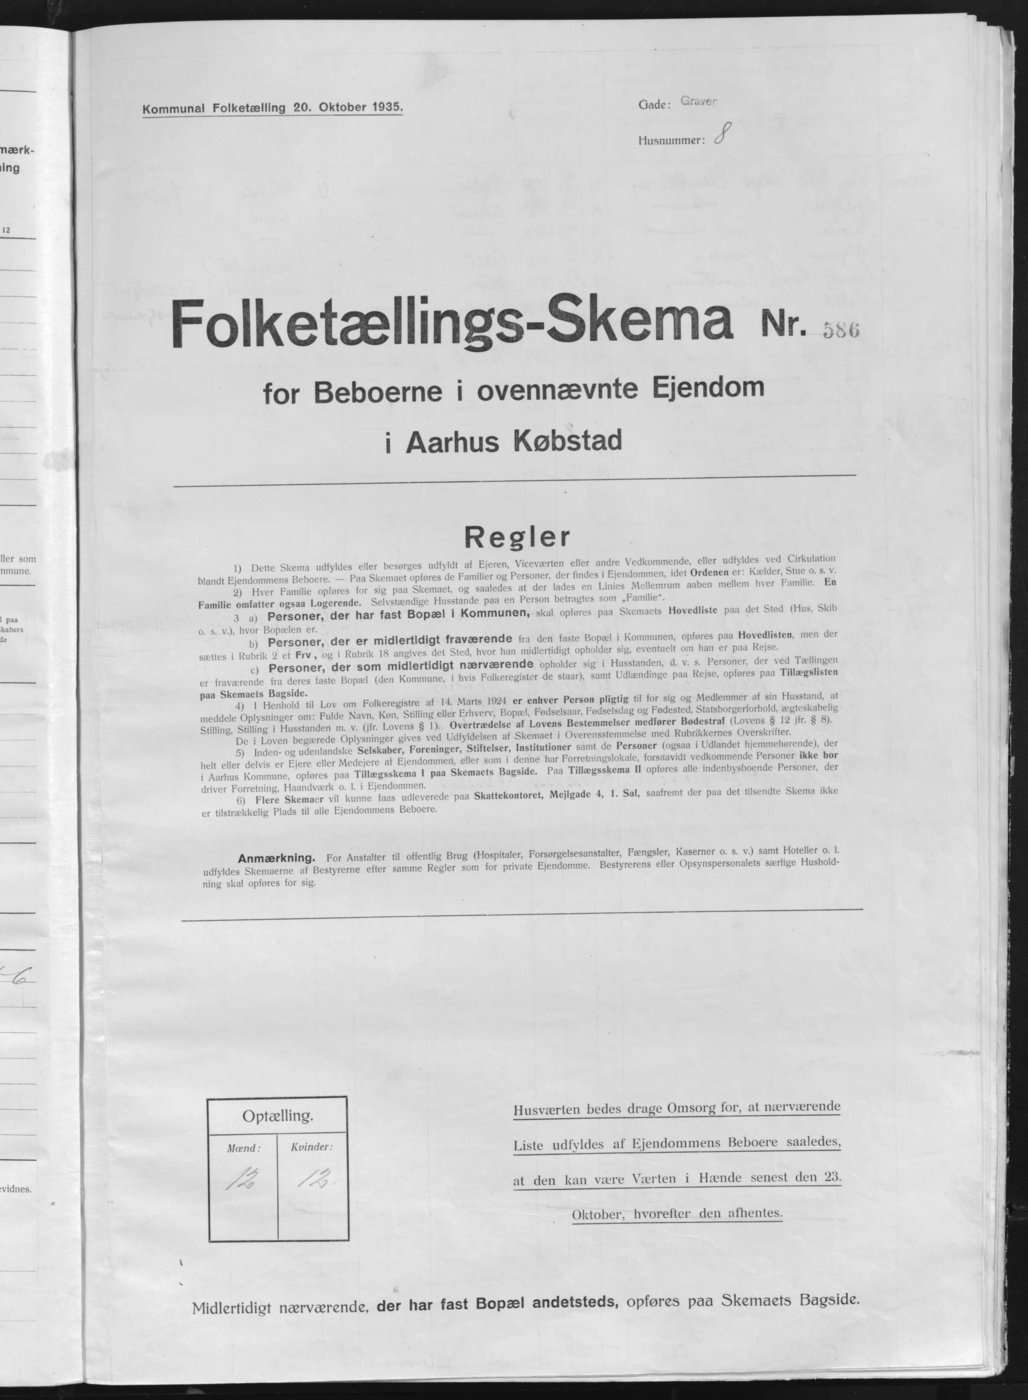 mærk-
ning
12
ller som
mmune.
l paa
skabers
de
-6
vidnes.
Kommunal Folketælling 20. Oktober 1935.
Gade: Graver
Husnummer: 8
Folketællings-Skema Nr. 586
for Beboerne i ovennævnte Ejendom
i Aarhus Købstad
Regler
1) Dette Skema udfyldes eller besørges udfyldt af Ejeren, Viceværten eller andre Vedkommende, eller udfyldes ved Cirkulation
blandt Ejendommens Beboere. — Paa Skemaet opføres de Familier og Personer, der findes i Ejendommen, idet Ordenen er: Kælder, Stue o. s. v.
2) Hver Familie opføres for sig paa Skemaet, og saaledes at der lades en Linies Mellemrum aaben mellem hver Familie. En
Familie omfatter ogsaa Logerende. Selvstændige Husstande paa en Person betragtes som „Familie“.
3 a) Personer, der har fast Bopæl i Kommunen, skal opføres paa Skemaets Hovedliste paa det Sted (Hus, Skib
o. s. v.), hvor Bopælen er.
b) Personer, der er midlertidigt fraværende fra den faste Bopæl i Kommunen, opføres paa Hovedlisten, men der
sættes i Rubrik 2 et Frv , og i Rubrik 18 angives det Sted, hvor han midlertidigt opholder sig, eventuelt om han er paa Rejse.
c) Personer, der som midlertidigt nærværende opholder sig i Husstanden, d. v. s. Personer, der ved Tællingen
er fraværende fra deres faste Bopæl (den Kommune, i hvis Folkeregister de staar), samt Udlændinge paa Rejse, opføres paa Tillægslisten
paa Skemaets Bagside.
4) I Henhold til Lov om Folkeregistre af 14. Marts 1924 er enhver Person pligtig til for sig og Medlemmer af sin Husstand, at
meddele Oplysninger om: Fulde Navn, Køn, Stilling eller Erhverv, Bopæl, Fødselsaar, Fødselsdag og Fødested, Statsborgerforhold, ægteskabelig
Stilling, Stilling i Husstanden m. v. (jfr. Lovens § 1). Overtrædelse af Lovens Bestemmelser medfører Bødestraf (Lovens § 12 jfr. § 8).
De i Loven begærede Oplysninger gives ved Udfyldelsen af Skemaet i Overensstemmelse med Rubrikkernes Overskrifter.
5) Inden- og udenlandske Selskaber, Foreninger, Stiftelser, Institutioner samt de Personer (ogsaa i Udlandet hjemmehørende), der
helt eller delvis er Ejere eller Medejere af Ejendommen, eller som i denne har Forretningslokale, forsaavidt vedkommende Personer ikke bor
i Aarhus Kommune, opføres paa Tillægsskema I paa Skemaets Bagside. Paa Tillægsskema II opføres alle indenbysboende Personer, der
driver Forretning, Haandværk o. l. i Ejendommen.
6) Flere Skemaer vil kunne faas udleverede paa Skattekontoret, Mejlgade 4, 1. Sal, saafremt der paa det tilsendte Skema ikke
er tilstrækkelig Plads til alle Ejendommens Beboere.
Anmærkning. For Anstalter til offentlig Brug (Hospitaler, Forsørgelsesanstalter, Fængsler, Kaserner o. s. v.) samt Hoteller o. l.
udfyldes Skemaerne af Bestyrerne efter samme Regler som for private Ejendomme. Bestyrerens eller Opsynspersonalets særlige Hushold-
ning skal opføres for sig.
Optælling.
Mænd: Kvinder:
12 12
Husværten bedes drage Omsorg for, at nærværende
Liste udfyldes af Ejendommens Beboere saaledes,
at den kan være Værten i Hænde senest den 23.
Oktober, hvorefter den afhentes.
Midlertidigt nærværende, der har fast Bopæl andetsteds, opføres paa Skemaets Bagside.